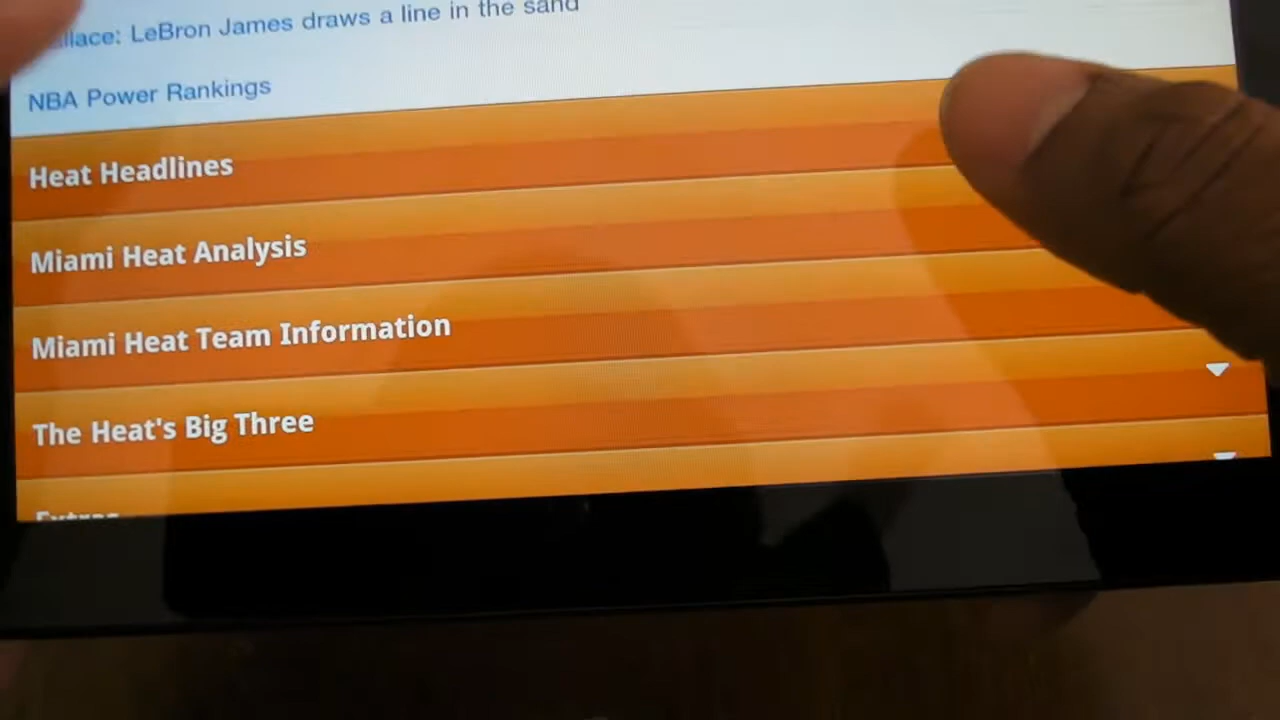 LeBron James draws a line in the sand
NBA Power Rankings
Heat Headlines
Miami Heat Analysis
Miami Heat Team Information
The Heat's Big Three
Extras